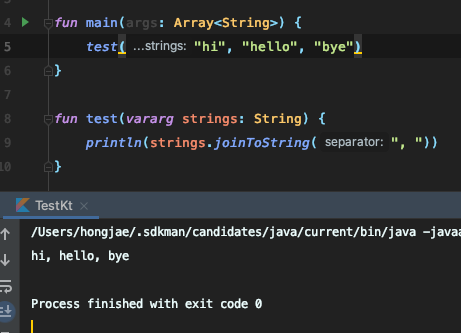 4 fun main(args: Array<String>) {
5 test( ...strings: "hi", "hello", "bye")
6 }
7
8 fun test(vararg strings: String) {
9 println(strings.joinToString( separator: ", "))
10 }
TestKt ×
/Users/hongjae/.sdkman/candidates/java/current/bin/java -javaa
hi, hello, bye
Process finished with exit code 0